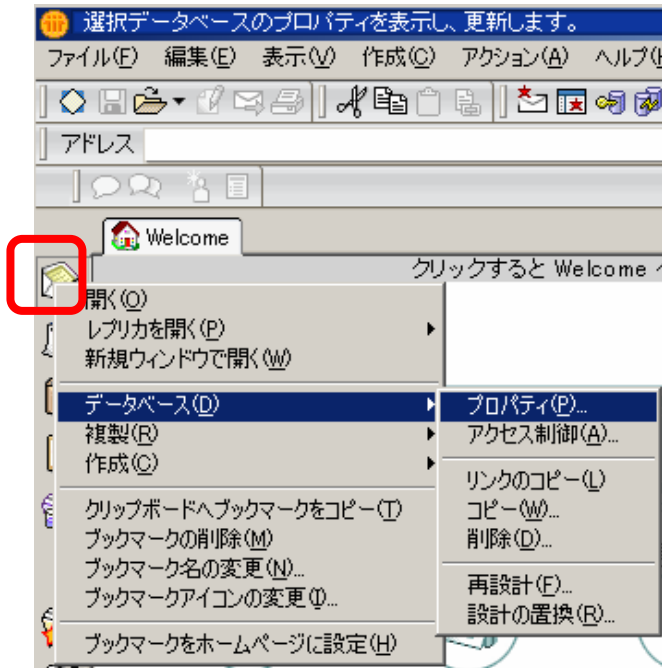 選択データベースのプロパティを表示し、更新します。
ファイル(F) 編集(E) 表示(V) 作成(C) アクション(A) ヘルプ(H
アドレス
Welcome
クリックすると Welcome
開く(O)
レプリカを開く(P)
新規ウィンドウで開く(W)
データベース(D)
複製(R)
作成(C)
クリップボードへブックマークをコピー(T)
ブックマークの削除(M)
ブックマーク名の変更(N)...
ブックマークアイコンの変更(I)...
ブックマークをホームページに設定(H)
プロパティ(P)...
アクセス制御(A)...
リンクのコピー(L)
コピー(W)...
削除(D)...
再設計(F)...
設計の置換(R)...